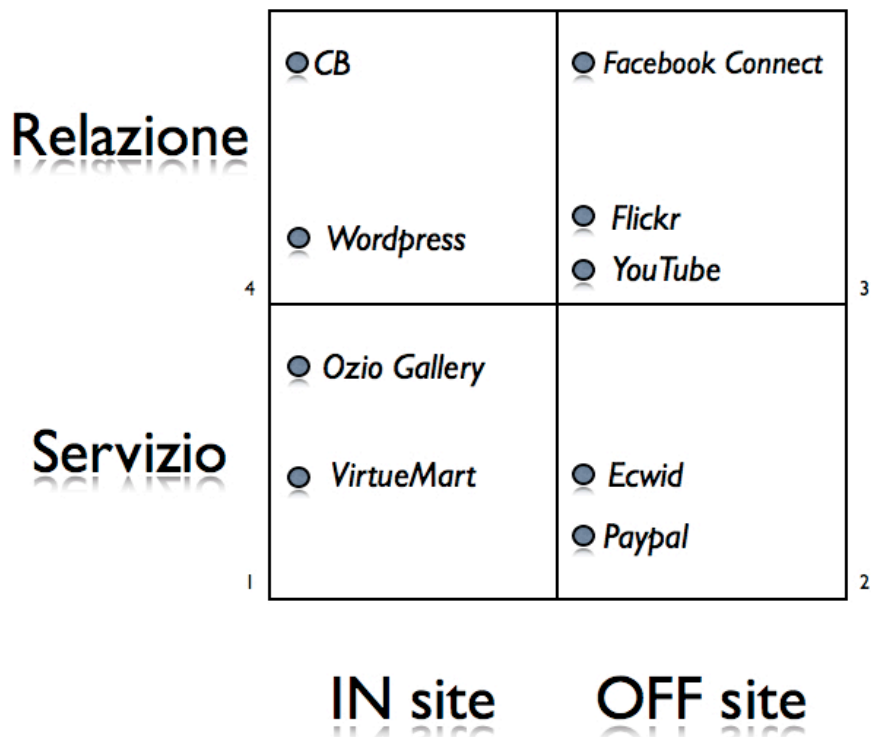 CB
Facebook Connect
Relazione
Wordpress
Flickr
YouTube
4
3
Ozio Gallery
Servizio
VirtueMart
Ecwid
Paypal
1
2
IN site
OFF site